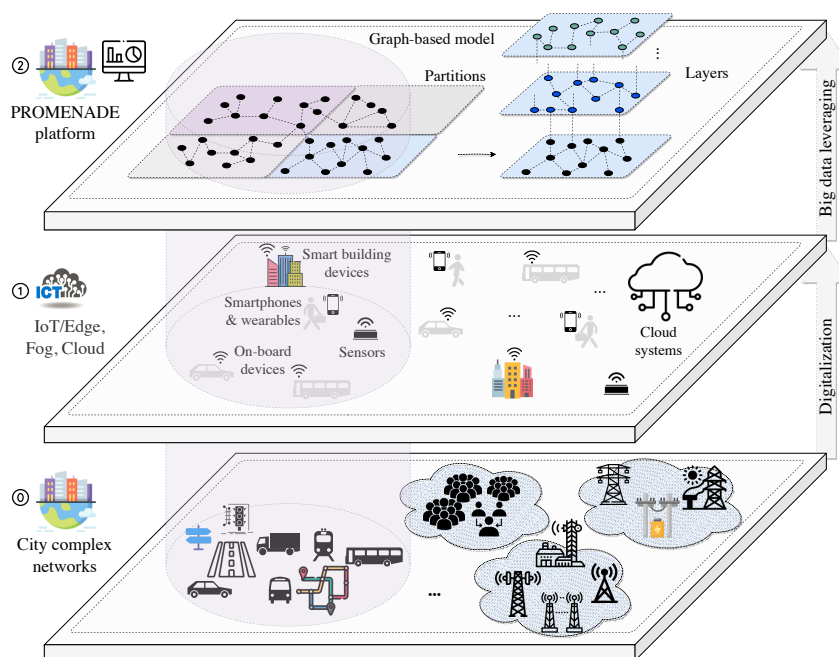 Graph-based model
Partitions
Layers
⋮
②
PROMENADE
platform
Big data leveraging
Smart building
devices
①
ICT
IoT/Edge,
Fog, Cloud
Smartphones
& wearables
...
...
Cloud
systems
On-board
devices
Sensors
Digitalization
⓪
City complex
networks
...